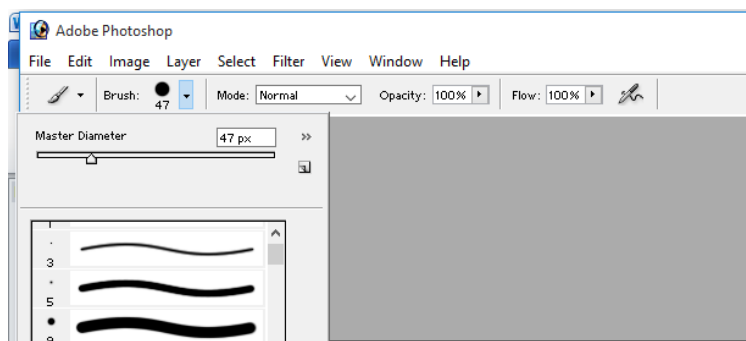 Adobe Photoshop
File Edit Image Layer Select Filter View Window Help
Brush: 47 Mode: Normal Opacity: 100% Flow: 100%
Master Diameter 47 px
3
5